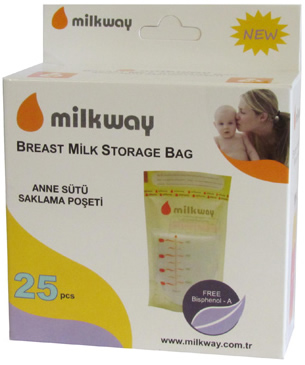 NEW
milkway
BREAST MILK STORAGE BAG
ANNE SÜTÜ
SAKLAMA POŞETİ
milkway
25 pcs
FREE
Bisphenol - A
www.milkway.com.tr